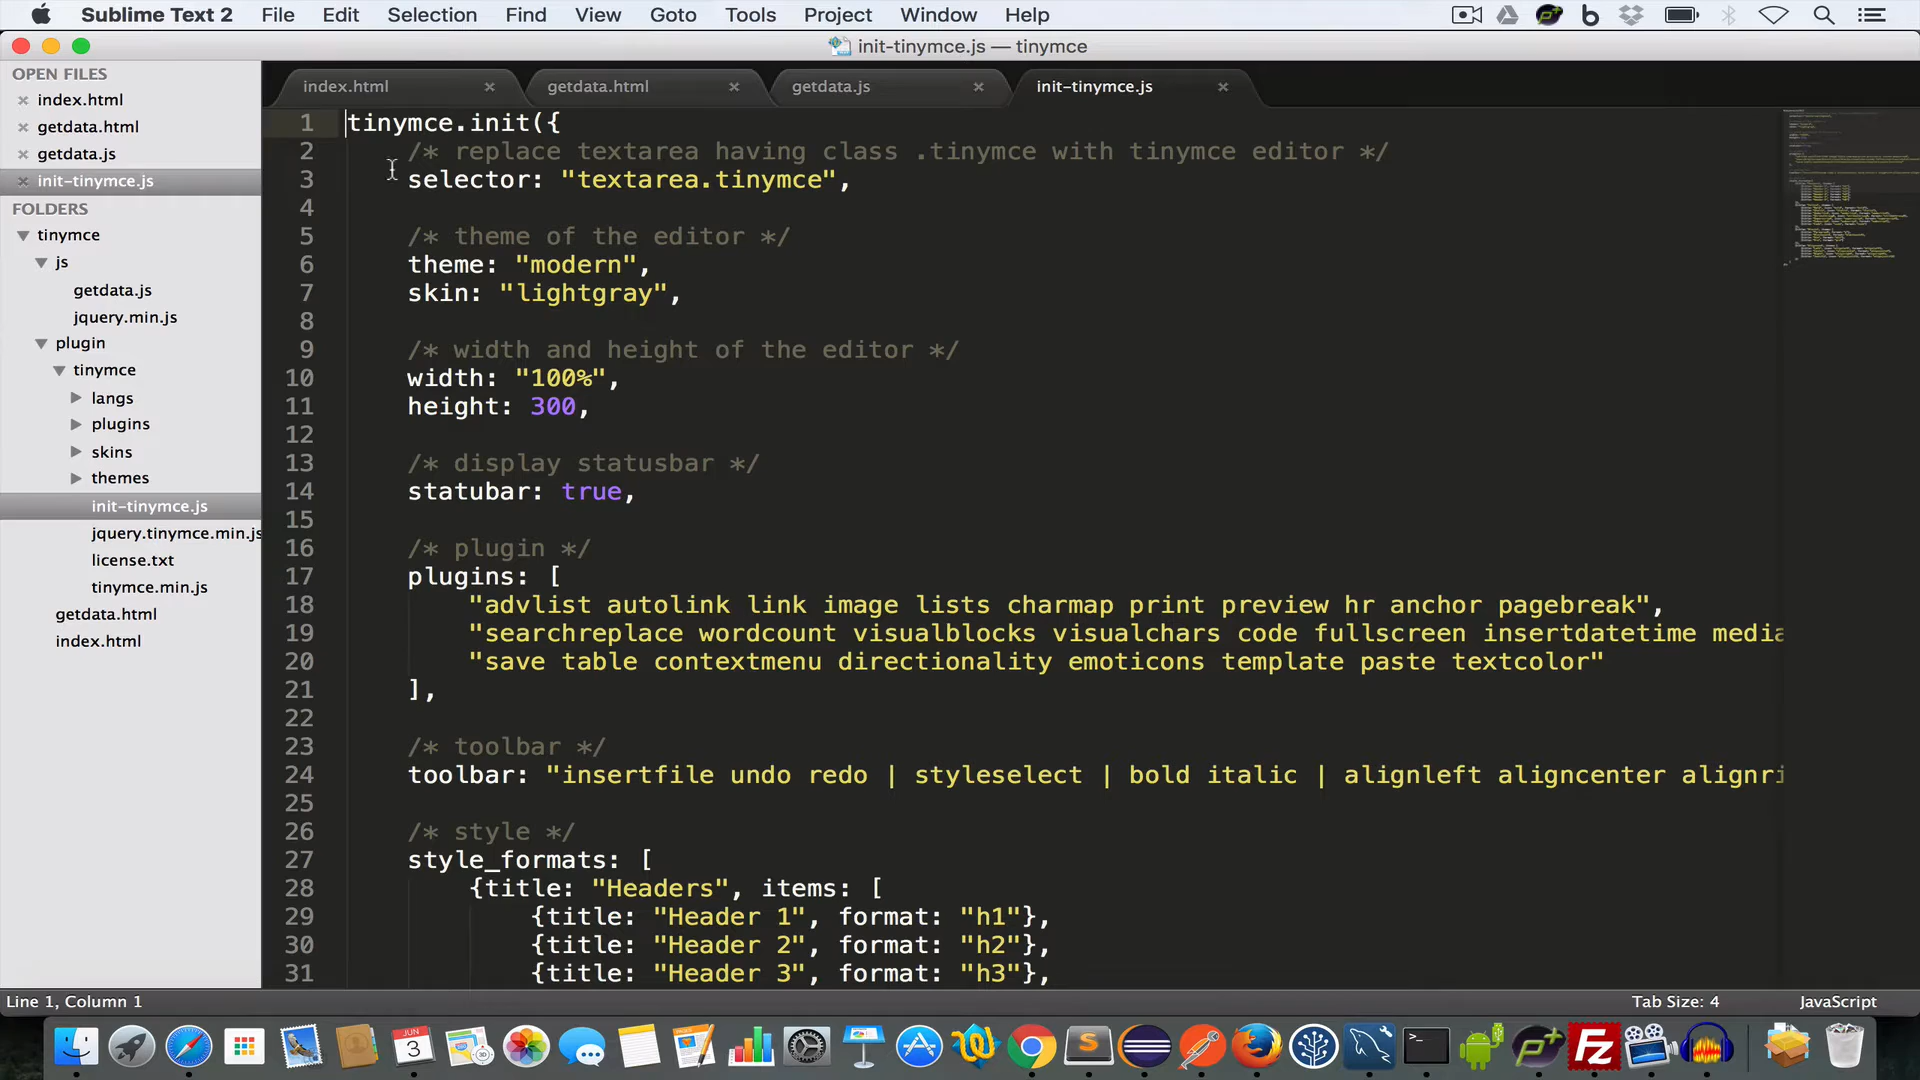 Sublime Text 2 File Edit Selection Find View Goto Tools Project Window Help
init-tinymce.js — tinymce
OPEN FILES
index.html
getdata.html
getdata.js
init-tinymce.js
FOLDERS
tinymce
js
getdata.js
jquery.min.js
plugin
tinymce
langs
plugins
skins
themes
init-tinymce.js
jquery.tinymce.min.js
license.txt
tinymce.min.js
getdata.html
index.html
index.html getdata.html getdata.js init-tinymce.js
1 tinymce.init({
2 /* replace textarea having class .tinymce with tinymce editor */
3 selector: "textarea.tinymce",
4
5 /* theme of the editor */
6 theme: "modern",
7 skin: "lightgray",
8
9 /* width and height of the editor */
10 width: "100%",
11 height: 300,
12
13 /* display statusbar */
14 statubar: true,
15
16 /* plugin */
17 plugins: [
18 "advlist autolink link image lists charmap print preview hr anchor pagebreak",
19 "searchreplace wordcount visualblocks visualchars code fullscreen insertdatetime media
20 "save table contextmenu directionality emoticons template paste textcolor"
21 ],
22
23 /* toolbar */
24 toolbar: "insertfile undo redo | styleselect | bold italic | alignleft aligncenter alignri
25
26 /* style */
27 style_formats: [
28 {title: "Headers", items: [
29 {title: "Header 1", format: "h1"},
30 {title: "Header 2", format: "h2"},
31 {title: "Header 3", format: "h3"},
Line 1, Column 1 Tab Size: 4 JavaScript
JUN
3